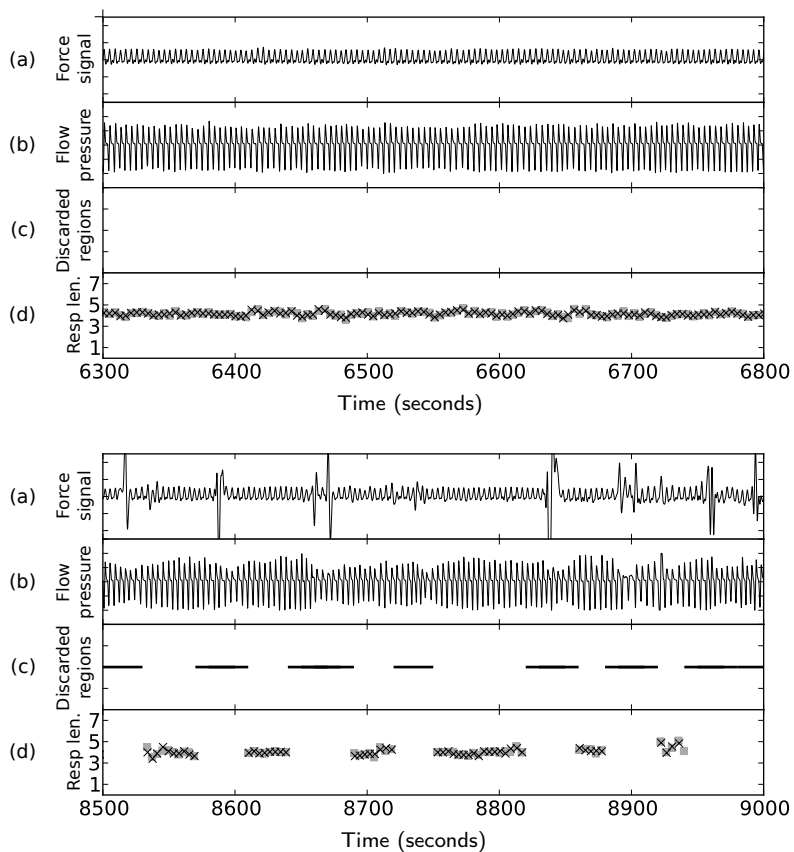 (a)
Force
signal
(b)
Flow
pressure
(c)
Discarded
regions
(d)
Resp len.
7
5
3
1
6300 6400 6500 6600 6700 6800
Time (seconds)
(a)
Force
signal
(b)
Flow
pressure
(c)
Discarded
regions
(d)
Resp len.
7
5
3
1
8500 8600 8700 8800 8900 9000
Time (seconds)